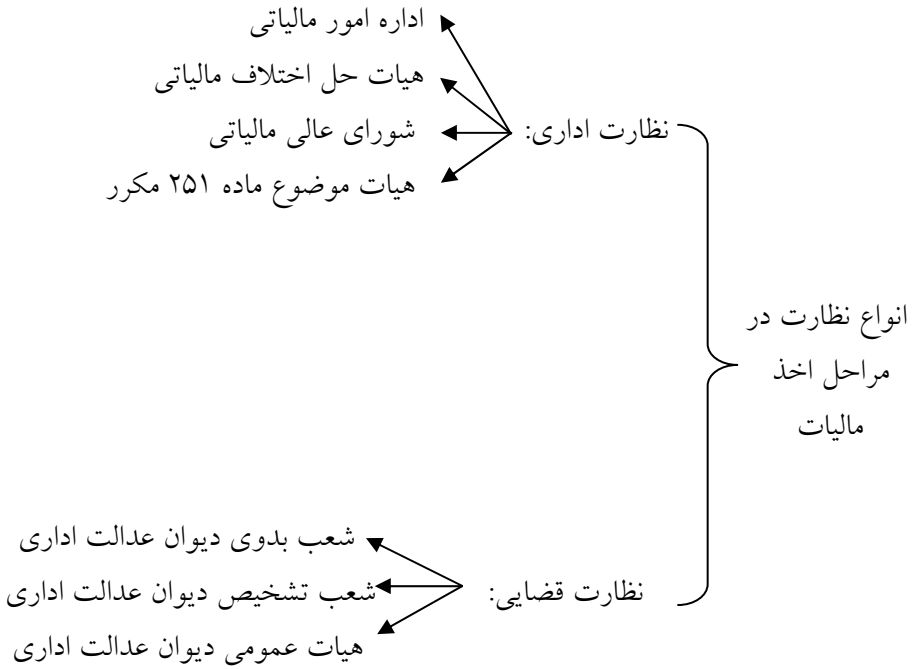 انواع نظارت در
مراحل اخذ
مالیات
نظارت اداری:
اداره امور مالیاتی
هیات حل اختلاف مالیاتی
شورای عالی مالیاتی
هیات موضوع ماده ۲۵۱ مکرر
نظارت قضایی:
شعب بدوی دیوان عدالت اداری
شعب تشخیص دیوان عدالت اداری
هیات عمومی دیوان عدالت اداری